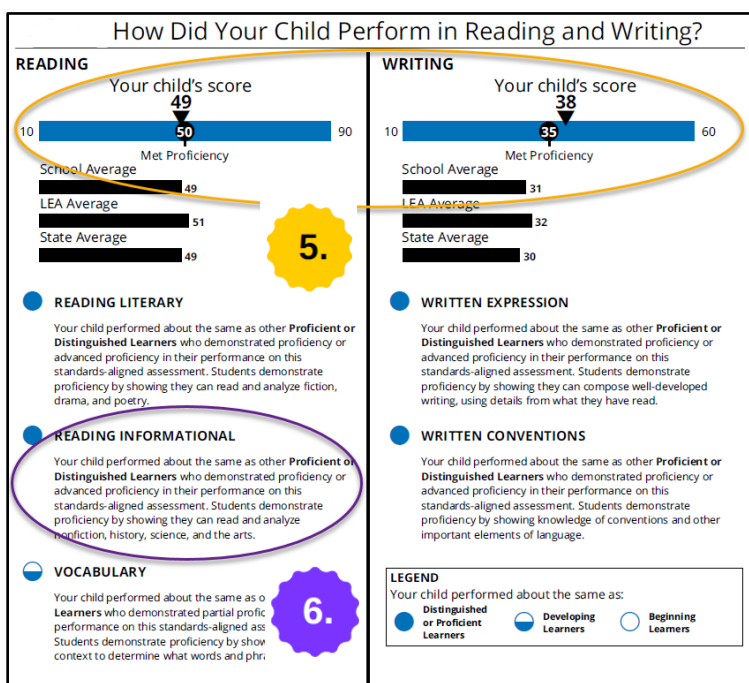 How Did Your Child Perform in Reading and Writing?
READING
Your child's score
49
10
50
90
Met Proficiency
School Average
49
LEA Average
51
State Average
49
5.
READING LITERARY
Your child performed about the same as other Proficient or
Distinguished Learners who demonstrated proficiency or
advanced proficiency in their performance on this
standards-aligned assessment. Students demonstrate
proficiency by showing they can read and analyze fiction,
drama, and poetry.
READING INFORMATIONAL
Your child performed about the same as other Proficient or
Distinguished Learners who demonstrated proficiency or
advanced proficiency in their performance on this
standards-aligned assessment. Students demonstrate
proficiency by showing they can read and analyze
nonfiction, history, science, and the arts.
VOCABULARY
Your child performed about the same as
Learners who demonstrated partial
performance on this standards-aligned
Students demonstrate proficiency by
context to determine what words and
6.
WRITING
Your child's score
38
10
35
60
Met Proficiency
School Average
31
LEA Average
32
State Average
30
WRITTEN EXPRESSION
Your child performed about the same as other Proficient or
Distinguished Learners who demonstrated proficiency or
advanced proficiency in their performance on this
standards-aligned assessment. Students demonstrate
proficiency by showing they can compose well-developed
writing, using details from what they have read.
WRITTEN CONVENTIONS
Your child performed about the same as other Proficient or
Distinguished Learners who demonstrated proficiency or
advanced proficiency in their performance on this
standards-aligned assessment. Students demonstrate
proficiency by showing knowledge of conventions and other
important elements of language.
LEGEND
Your child performed about the same as:
Distinguished
or Proficient
Learners
Developing
Learners
Beginning
Learners